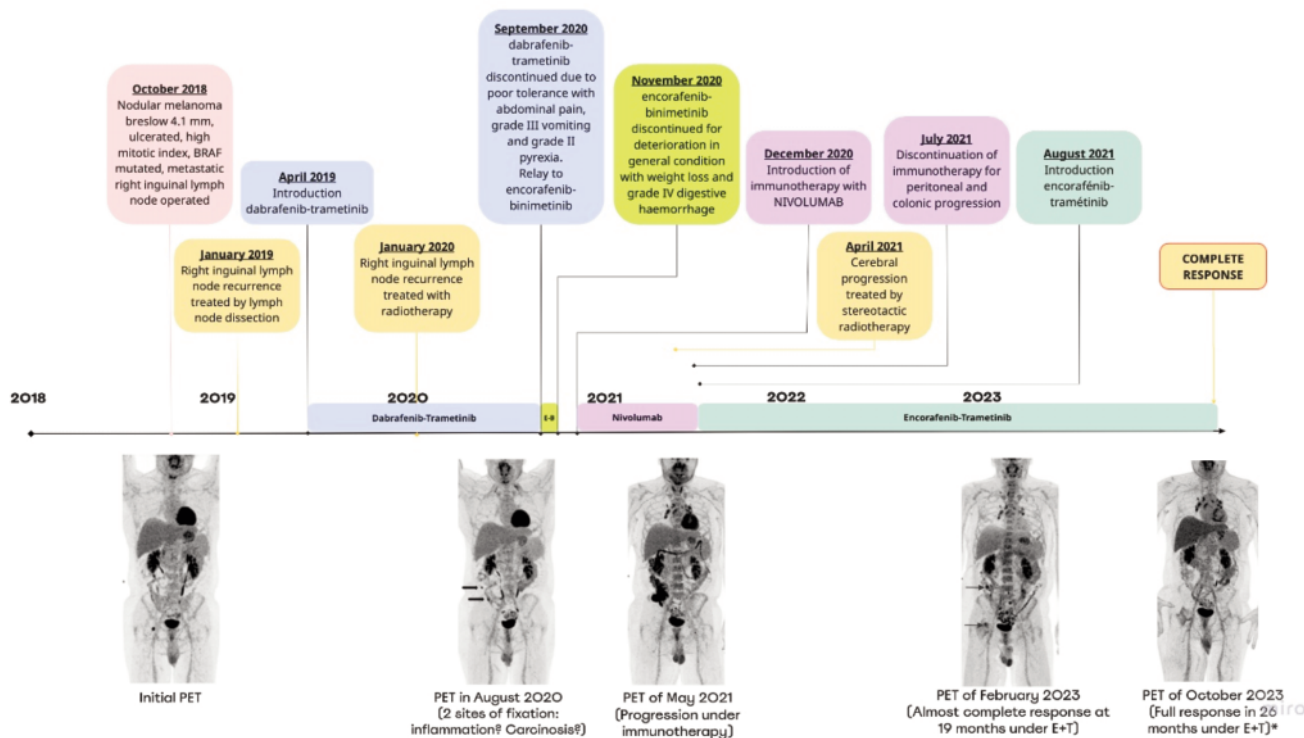 October 2018
Nodular melanoma
breslow 4.1 mm,
ulcerated, high
mitotic index, BRAF
mutated, metastatic
right inguinal lymph
node operated
January 2019
Right inguinal lymph
node recurrence
treated by lymph
node dissection
April 2019
Introduction
dabrafenib-trametinib
January 2020
Right inguinal lymph
node recurrence
treated with
radiotherapy
September 2020
dabrafenib-
trametinib
discontinued due to
poor tolerance with
abdominal pain,
grade III vomiting
and grade II
pyrexia.
Relay to
encorafenib-
binimetinib
November 2020
encorafenib-
binimetinib
discontinued for
deterioration in
general condition
with weight loss and
grade IV digestive
haemorrhage
December 2020
Introduction of
immunotherapy with
NIVOLUMAB
April 2021
Cerebral
progression
treated by
stereotactic
radiotherapy
July 2021
Discontinuation of
immunotherapy for
peritoneal and
colonic progression
August 2021
Introduction
encorafénib-
tramétinib
COMPLETE
RESPONSE
2018 2019 2020 2021 2022 2023
Dabrafenib-Trametinib E-B Nivolumab Encorafenib-Trametinib
Initial PET
PET in August 2020
(2 sites of fixation:
inflammation? Carcinosis?)
PET of May 2021
(Progression under
immunotherapy)
PET of February 2023
(Almost complete response at
19 months under E+T)
PET of October 2023
(Full response in 26
months under E+T)*
miro